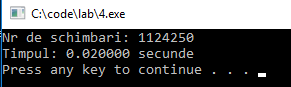 C:\code\lab\4.exe
Nr de schimbari: 1124250
Timpul: 0.020000 secunde
Press any key to continue . . .